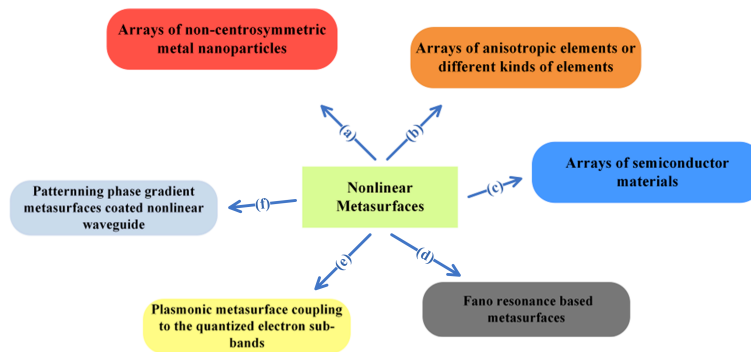 Arrays of non-centrosymmetric
metal nanoparticles
Arrays of anisotropic elements or
different kinds of elements
(a)
(b)
Arrays of semiconductor
materials
(c)
Nonlinear
Metasurfaces
Patternning phase gradient
metasurfaces coated nonlinear
waveguide
(f)
(e)
(d)
Plasmonic metasurface coupling
to the quantized electron sub-
bands
Fano resonance based
metasurfaces